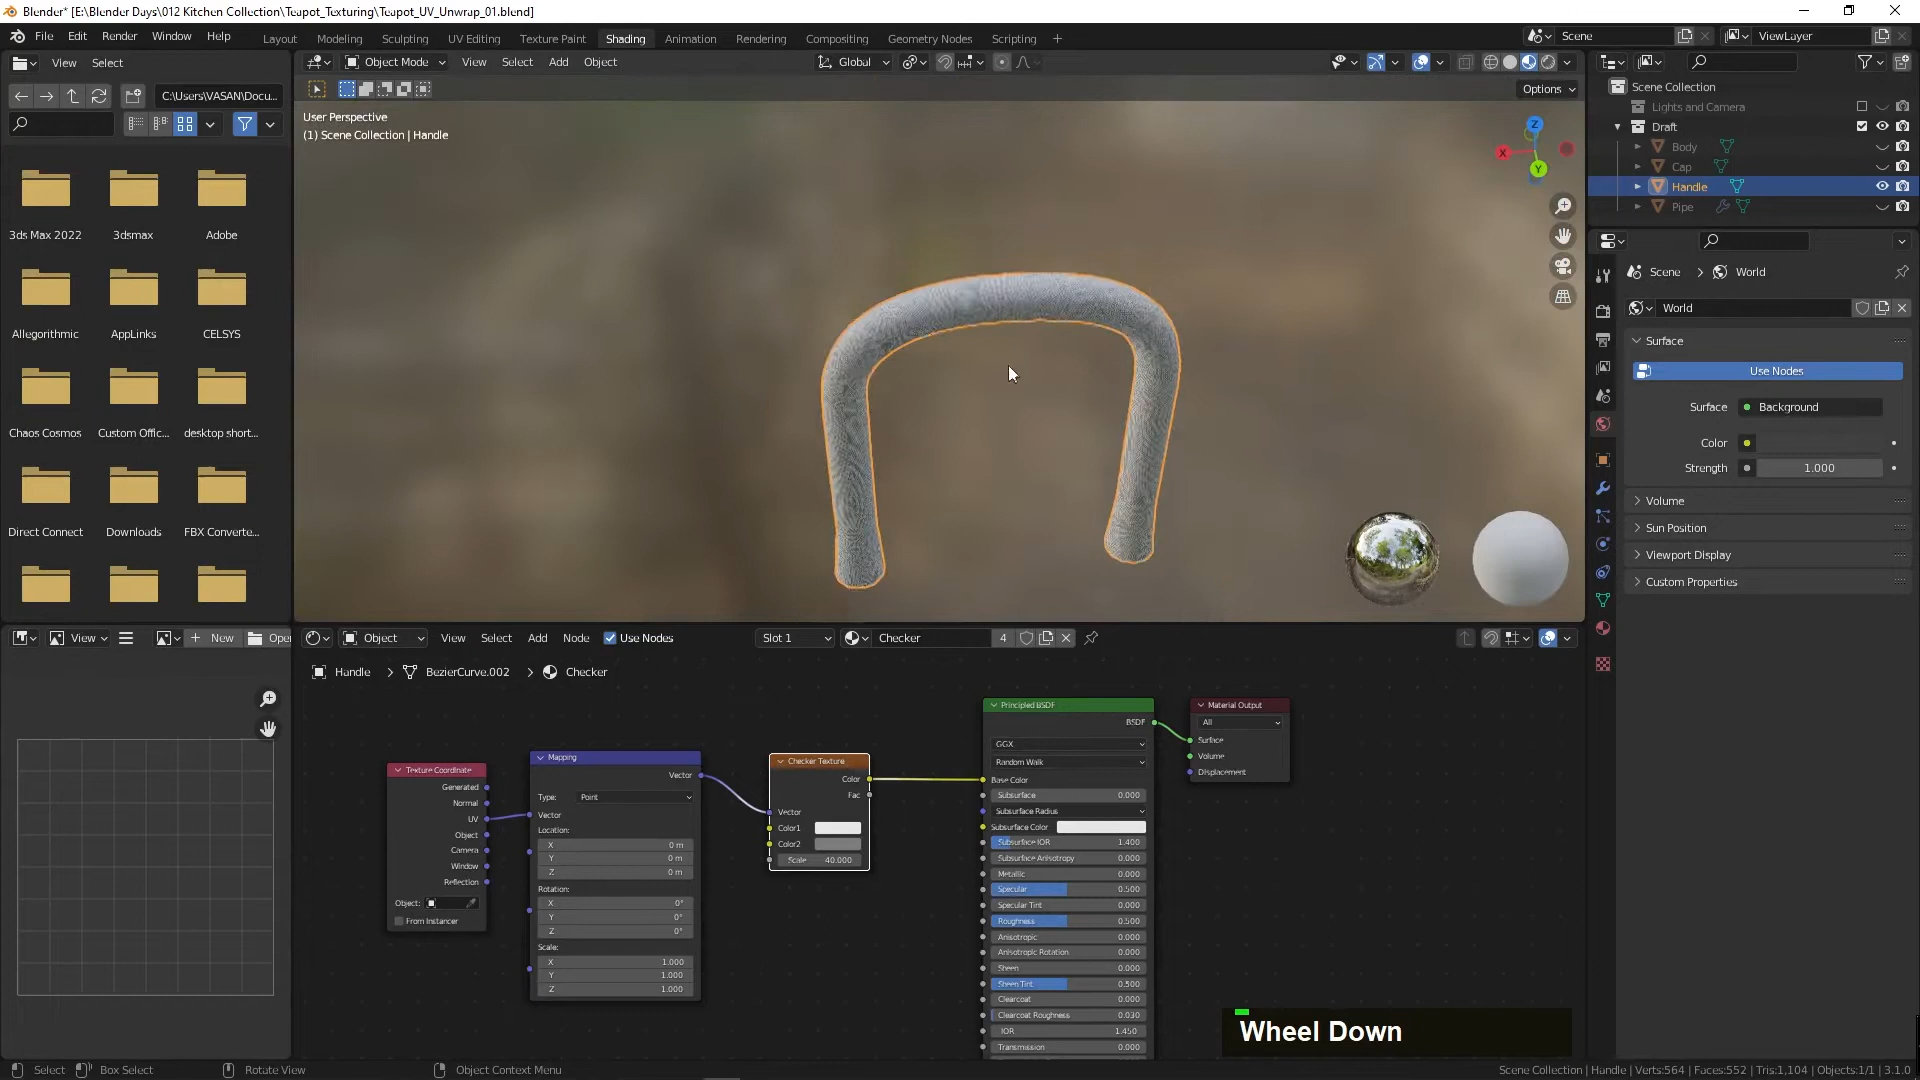 Blender* [E:\Blender Days\012 Kitchen Collection\Teapot_Texturing\Teapot_UV_Unwrap_01.blend]
File Edit Render Window Help
Layout Modeling Sculpting UV Editing Texture Paint Shading Animation Rendering Compositing Geometry Nodes Scripting +
Scene
ViewLayer
View Select
Object Mode View Select Add Object
Global
Options
C:\Users\VASAN\Docu...
User Perspective
(1) Scene Collection | Handle
Z
X
Y
3ds Max 2022 3dsmax Adobe
Allegorithmic AppLinks CELSYS
Chaos Cosmos Custom Offic... desktop short...
Direct Connect Downloads FBX Converte...
Scene Collection
Lights and Camera
Draft
Body
Cap
Handle
Pipe
Scene > World
World
Surface
Use Nodes
Surface Background
Color
Strength 1.000
Volume
Sun Position
Viewport Display
Custom Properties
View
New
Open
Object View Select Add Node Use Nodes
Slot 1
Checker 4
Handle > BezierCurve.002 > Checker
Texture Coordinate
Generated
Normal
UV
Object
Camera
Window
Reflection
Object:
From Instancer
Mapping
Vector
Type: Point
Vector
Location:
X 0 m
Y 0 m
Z 0 m
Rotation:
X 0°
Y 0°
Z 0°
Scale:
X 1.000
Y 1.000
Z 1.000
Checker Texture
Color
Fac
Vector
Color1
Color2
Scale 40.000
Principled BSDF
BSDF
GGX
Random Walk
Base Color
Subsurface 0.000
Subsurface Radius
Subsurface Color
Subsurface IOR 1.400
Subsurface Anisotropy 0.000
Metallic 0.000
Specular 0.500
Specular Tint 0.000
Roughness 0.500
Anisotropic 0.000
Anisotropic Rotation 0.000
Sheen 0.000
Sheen Tint 0.500
Clearcoat 0.000
Clearcoat Roughness 0.030
IOR 1.450
Transmission 0.000
Material Output
All
Surface
Volume
Displacement
Wheel Down
Select Box Select Rotate View Object Context Menu
Scene Collection | Handle | Verts:564 | Faces:552 | Tris:1,104 | Objects:1/1 | 3.1.0